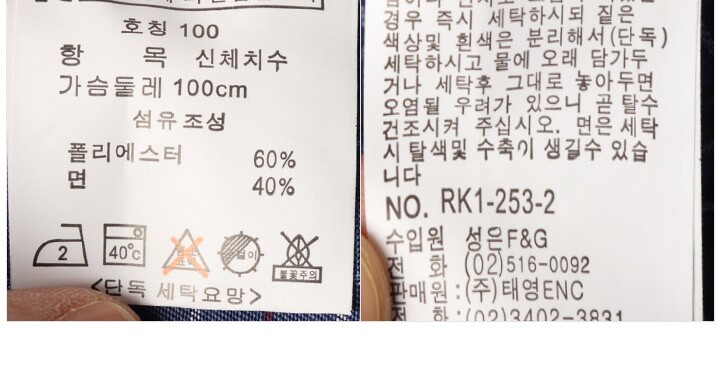 호칭 100
항 목 신체치수
가슴둘레 100cm
섬유조성
폴리에스터 60%
면 40%
2
40℃
<단독 세탁요망>
불꽃주의
경우 즉시 세탁하시되 짙은
색상및 흰색은 분리해서(단독)
세탁하시고 물에 오래 담가두
거나 세탁후 그대로 놓아두면
오염될 우려가 있으니 곧 탈수
건조시켜 주십시오. 면은 세탁
시 탈색및 수축이 생길수 있습
니다
NO. RK1-253-2
수입원 성은F&G
전 화 (02)516-0092
판매원:(주)태영ENC
전 화:(02)3402-3831